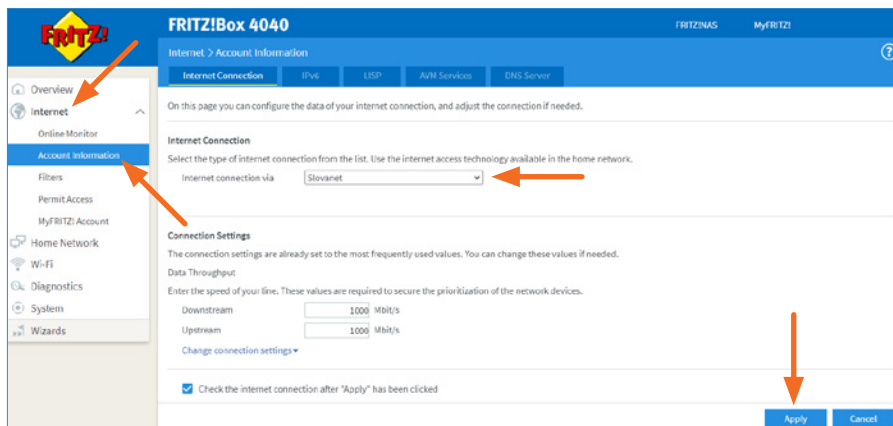 FRITZ!
FRITZ!Box 4040
FRITZ!NAS
MyFRITZ!
Internet > Account Information
?
Internet Connection
IPv6
LISP
AVM Services
DNS Server
Overview
Internet
Online Monitor
Account Information
Filters
Permit Access
MyFRITZ! Account
Home Network
Wi-Fi
Diagnostics
System
Wizards
On this page you can configure the data of your internet connection, and adjust the connection if needed.
Internet Connection
Select the type of internet connection from the list. Use the internet access technology available in the home network.
Internet connection via
Slovanet
Connection Settings
The connection settings are already set to the most frequently used values. You can change these values if needed.
Data Throughput
Enter the speed of your line. These values are required to secure the prioritization of the network devices.
Downstream 1000 Mbit/s
Upstream 1000 Mbit/s
Change connection settings
Check the internet connection after "Apply" has been clicked
Apply
Cancel